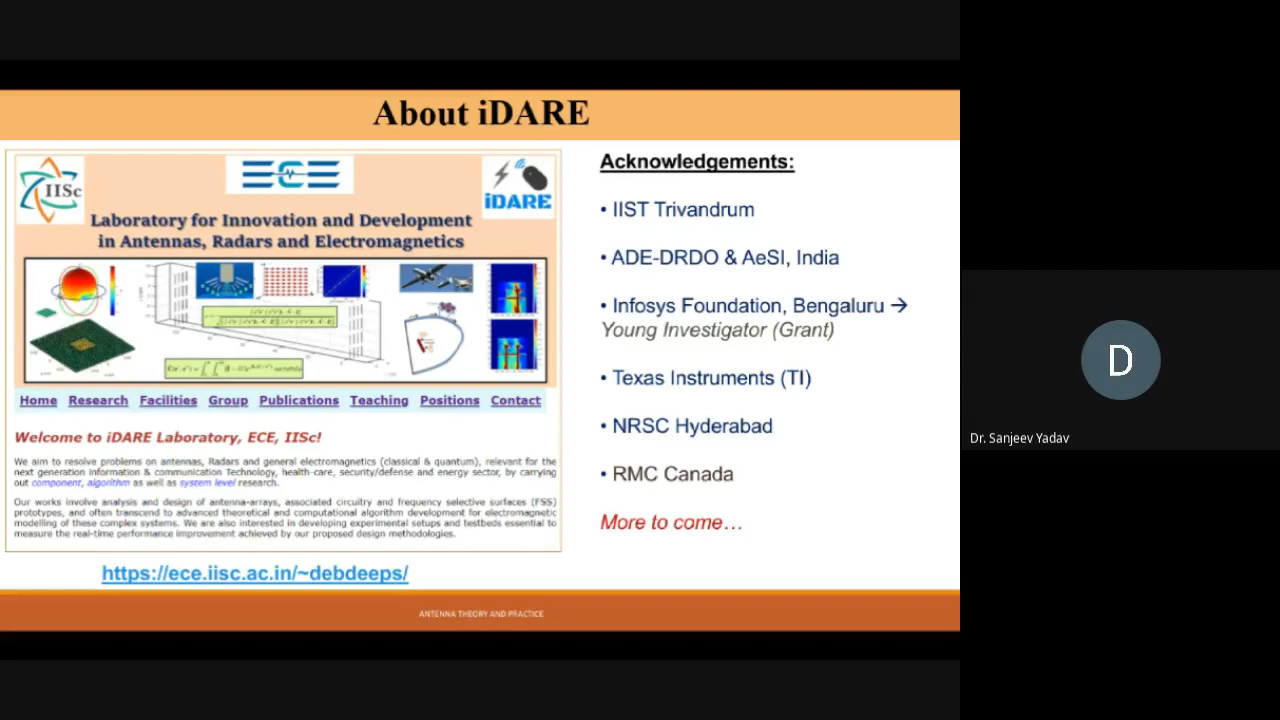 About iDARE
IISc
ECE
iDARE
Laboratory for Innovation and Development
in Antennas, Radars and Electromagnetics
Home Research Facilities Group Publications Teaching Positions Contact
Welcome to iDARE Laboratory, ECE, IISc!
We aim to resolve problems on antennas, Radars and general electromagnetics (classical & quantum), relevant for the
next generation information & communication Technology, health-care, security/defense and energy sector, by carrying
out component, algorithm as well as system level research.
Our works involve analysis and design of antenna-arrays, associated circuitry and frequency selective surfaces (FSS)
prototypes, and often transcend to advanced theoretical and computational algorithm development for electromagnetic
modelling of these complex systems. We are also interested in developing experimental setups and testbeds essential to
measure the real-time performance improvement achieved by our proposed design methodologies.
https://ece.iisc.ac.in/~debdeeps/
Acknowledgements:
• IIST Trivandrum
• ADE-DRDO & AeSI, India
• Infosys Foundation, Bengaluru →
Young Investigator (Grant)
• Texas Instruments (TI)
• NRSC Hyderabad
• RMC Canada
More to come…
ANTENNA THEORY AND PRACTICE
D
Dr. Sanjeev Yadav